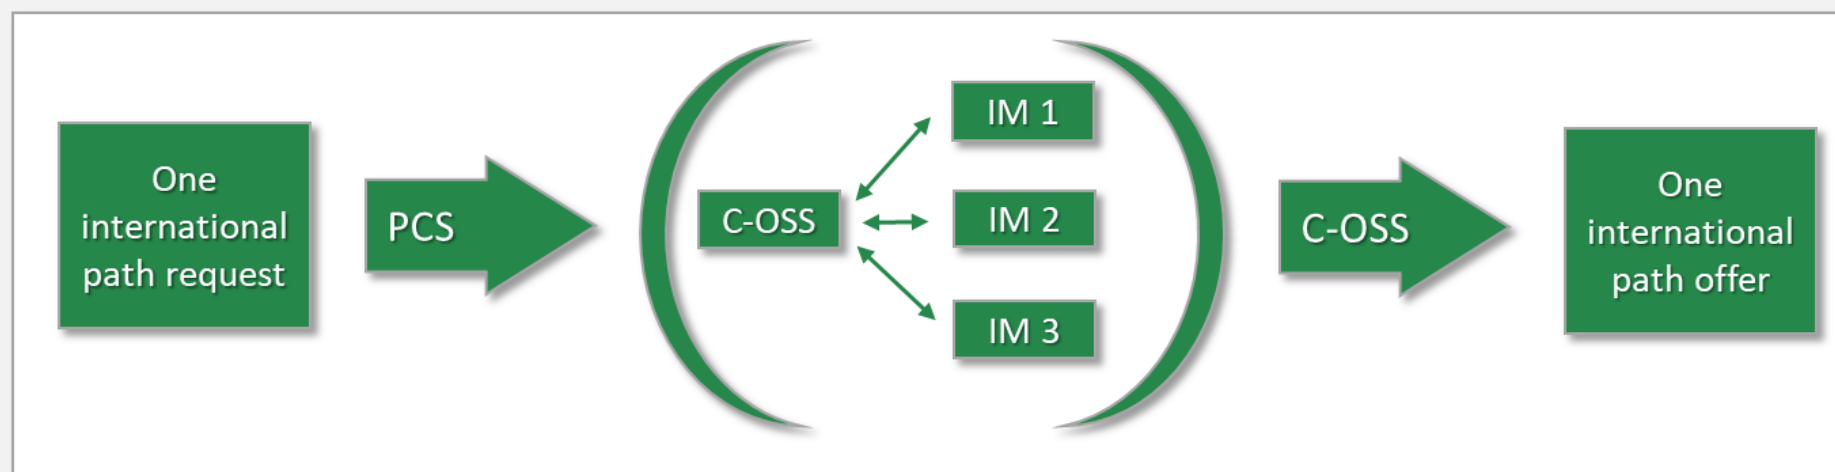 One
international
path request
PCS
C-OSS
IM 1
IM 2
IM 3
C-OSS
One
international
path offer